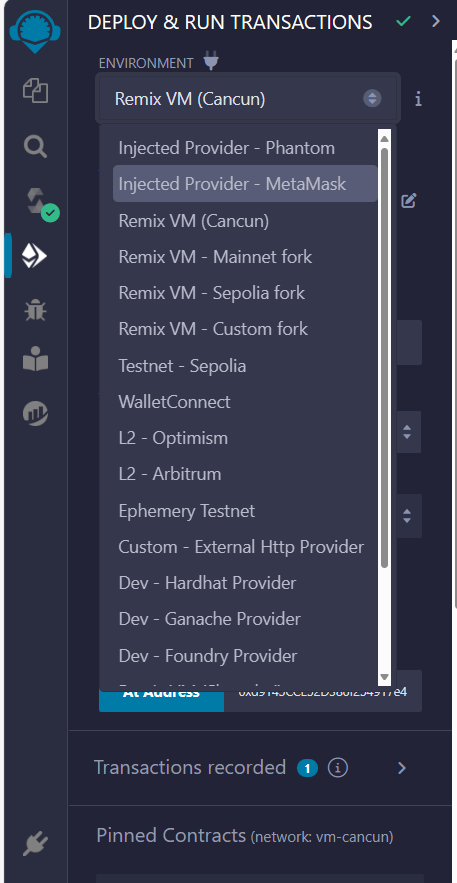 DEPLOY & RUN TRANSACTIONS
ENVIRONMENT
Remix VM (Cancun)
Injected Provider - Phantom
Injected Provider - MetaMask
Remix VM (Cancun)
Remix VM - Mainnet fork
Remix VM - Sepolia fork
Remix VM - Custom fork
Testnet - Sepolia
WalletConnect
L2 - Optimism
L2 - Arbitrum
Ephemery Testnet
Custom - External Http Provider
Dev - Hardhat Provider
Dev - Ganache Provider
Dev - Foundry Provider
At Address
Transactions recorded 1
Pinned Contracts (network: vm-cancun)